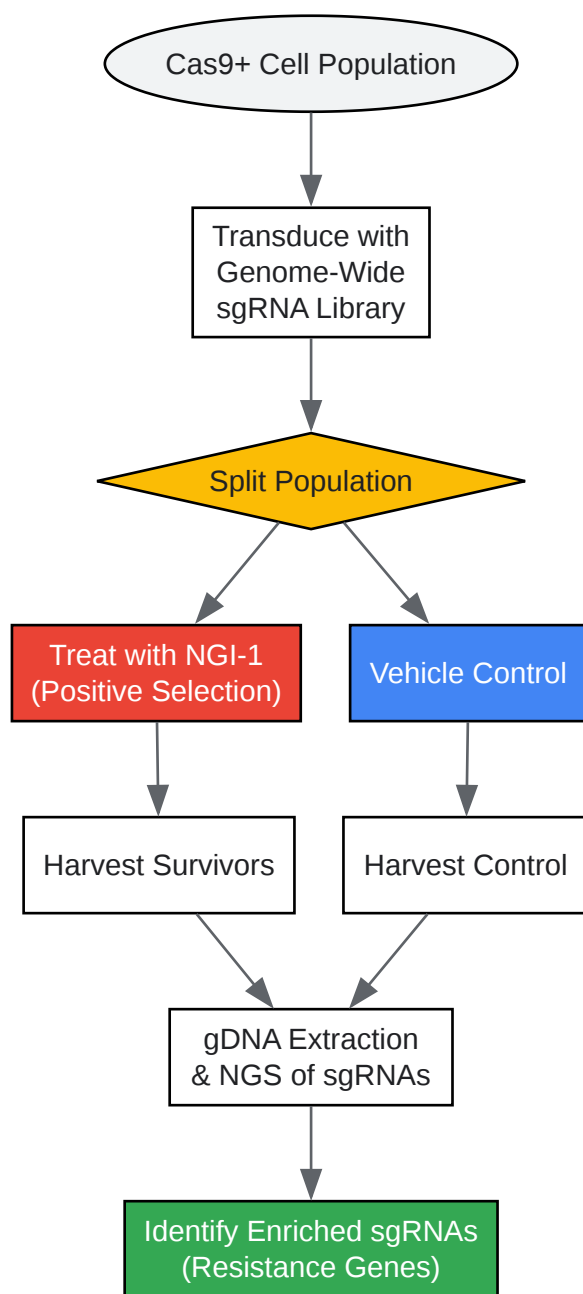 Cas9+ Cell Population
Transduce with
Genome-Wide
sgRNA Library
Split Population
Treat with NGI-1
(Positive Selection)
Vehicle Control
Harvest Survivors
Harvest Control
gDNA Extraction
& NGS of sgRNAs
Identify Enriched sgRNAs
(Resistance Genes)